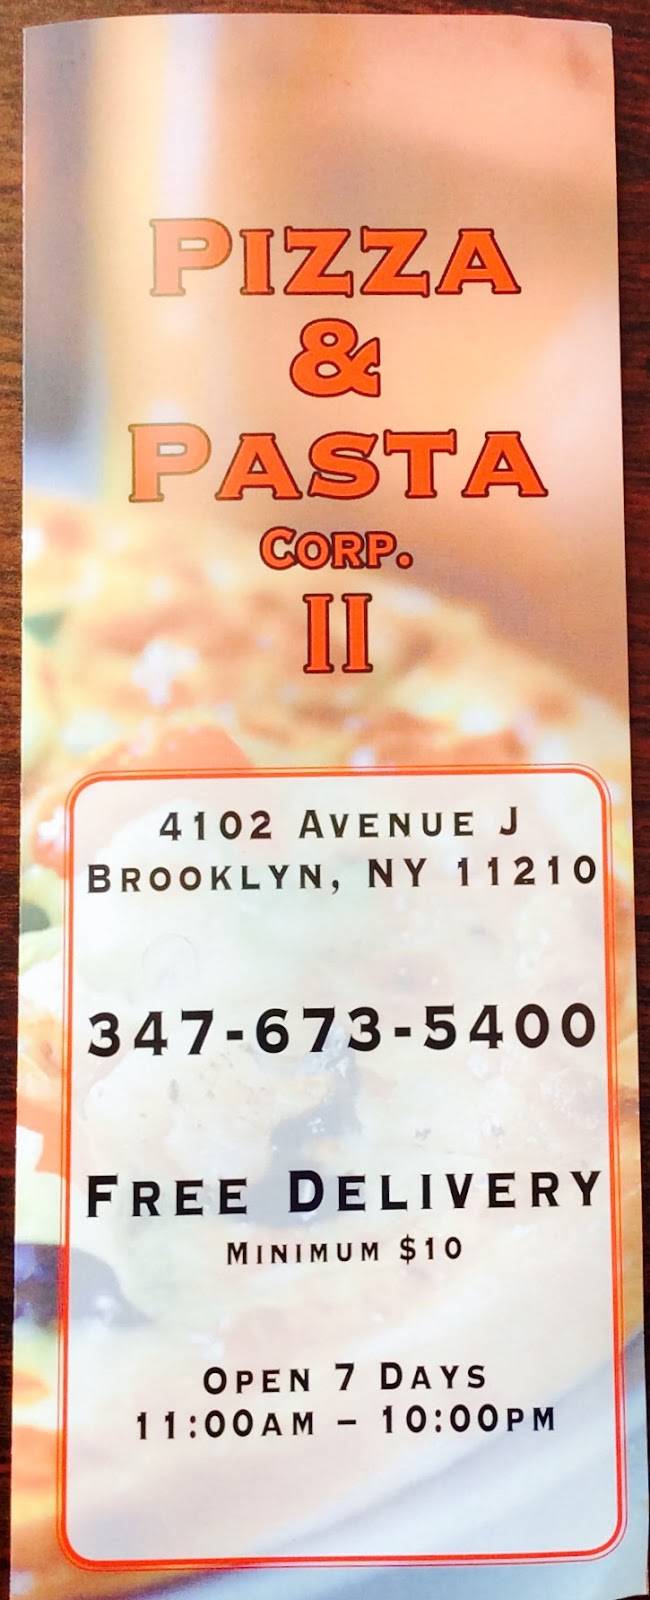 Pizza
&
Pasta
Corp.
II
4102 Avenue J
Brooklyn, NY 11210
347-673-5400
Free Delivery
Minimum $10
Open 7 Days
11:00am – 10:00pm